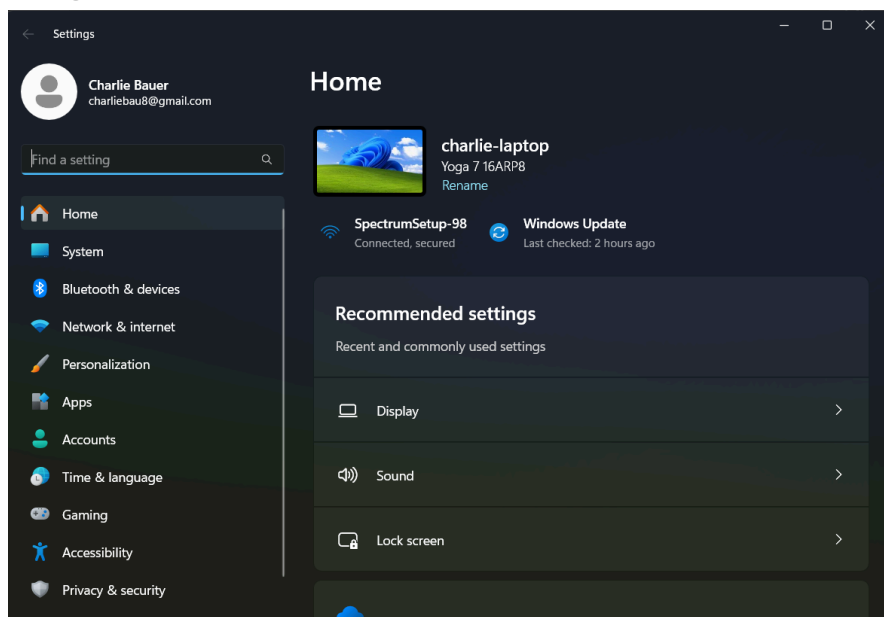 Settings
Charlie Bauer
charliebau8@gmail.com
Find a setting
Home
System
Bluetooth & devices
Network & internet
Personalization
Apps
Accounts
Time & language
Gaming
Accessibility
Privacy & security
Home
charlie-laptop
Yoga 7 16ARP8
Rename
SpectrumSetup-98
Connected, secured
Windows Update
Last checked: 2 hours ago
Recommended settings
Recent and commonly used settings
Display
Sound
Lock screen